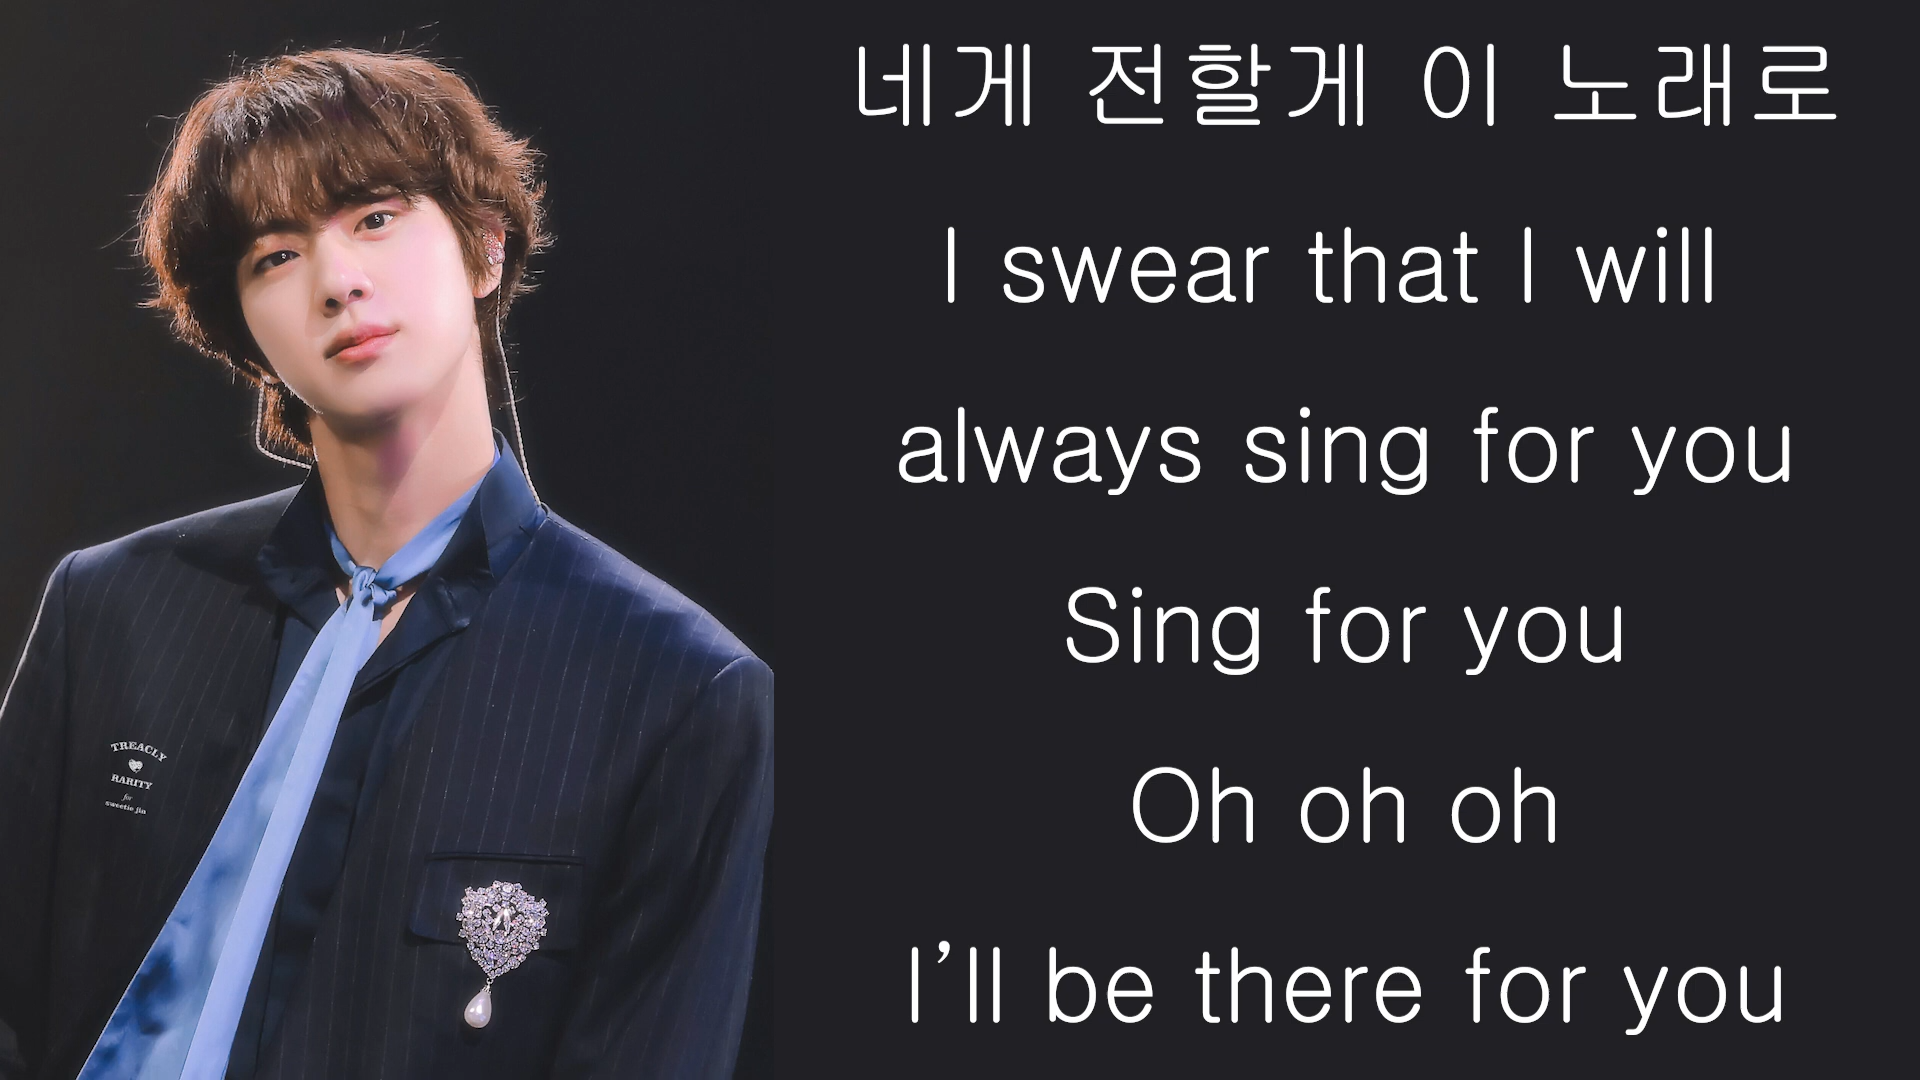 네게 전할게 이 노래로
I swear that I will
always sing for you
Sing for you
Oh oh oh
I'll be there for you
TREACLY
RARITY
for
sweetie jin